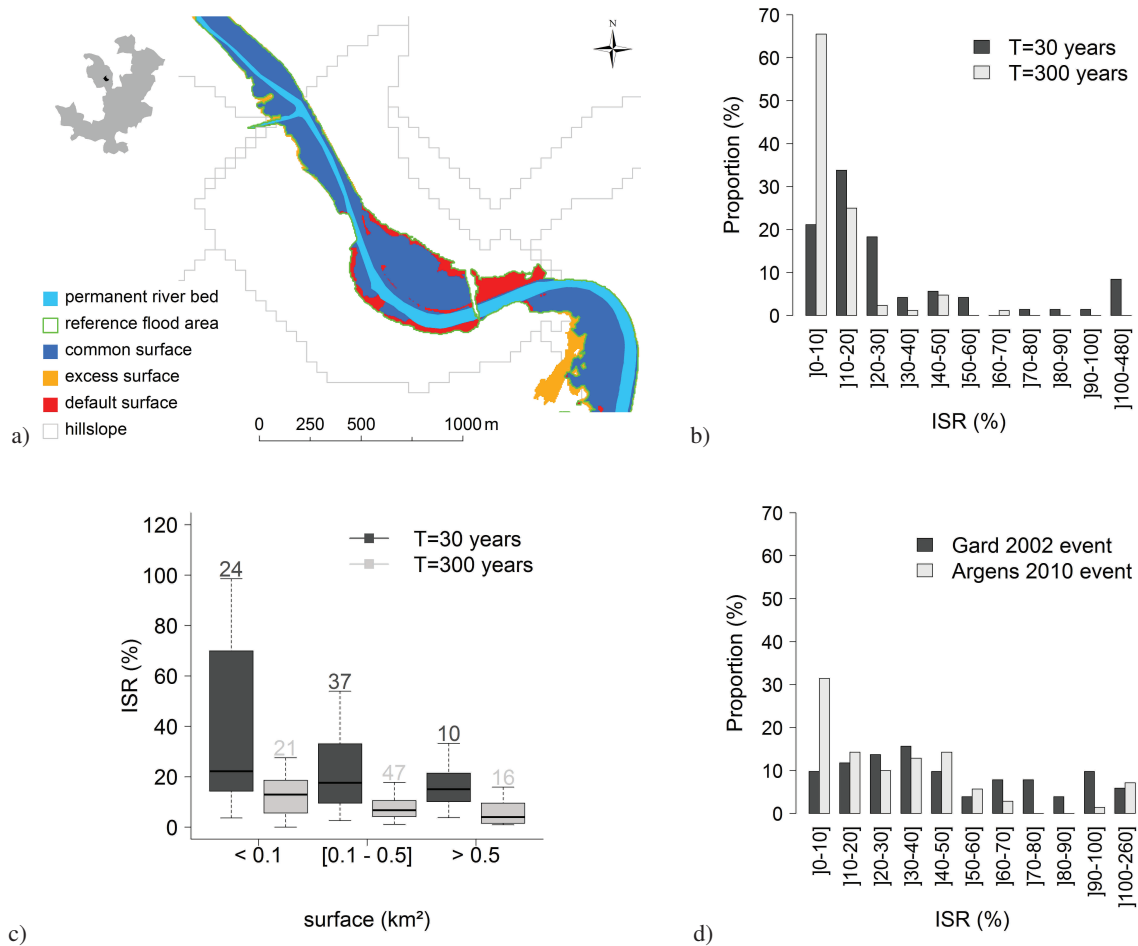 N
permanent river bed
reference flood area
common surface
excess surface
default surface
hillslope
0 250 500 1000 m
a)
70
60
50
40
30
20
10
0
Proportion (%)
T=30 years
T=300 years
]0-10]
]10-20]
]20-30]
]30-40]
]40-50]
]50-60]
]60-70]
]70-80]
]80-90]
]90-100]
]100-480]
ISR (%)
b)
120
100
80
60
40
20
0
ISR (%)
T=30 years
T=300 years
24
21
37
47
10
16
< 0.1
[0.1 - 0.5]
> 0.5
surface (km²)
c)
70
60
50
40
30
20
10
0
Proportion (%)
Gard 2002 event
Argens 2010 event
]0-10]
]10-20]
]20-30]
]30-40]
]40-50]
]50-60]
]60-70]
]70-80]
]80-90]
]90-100]
]100-260]
ISR (%)
d)